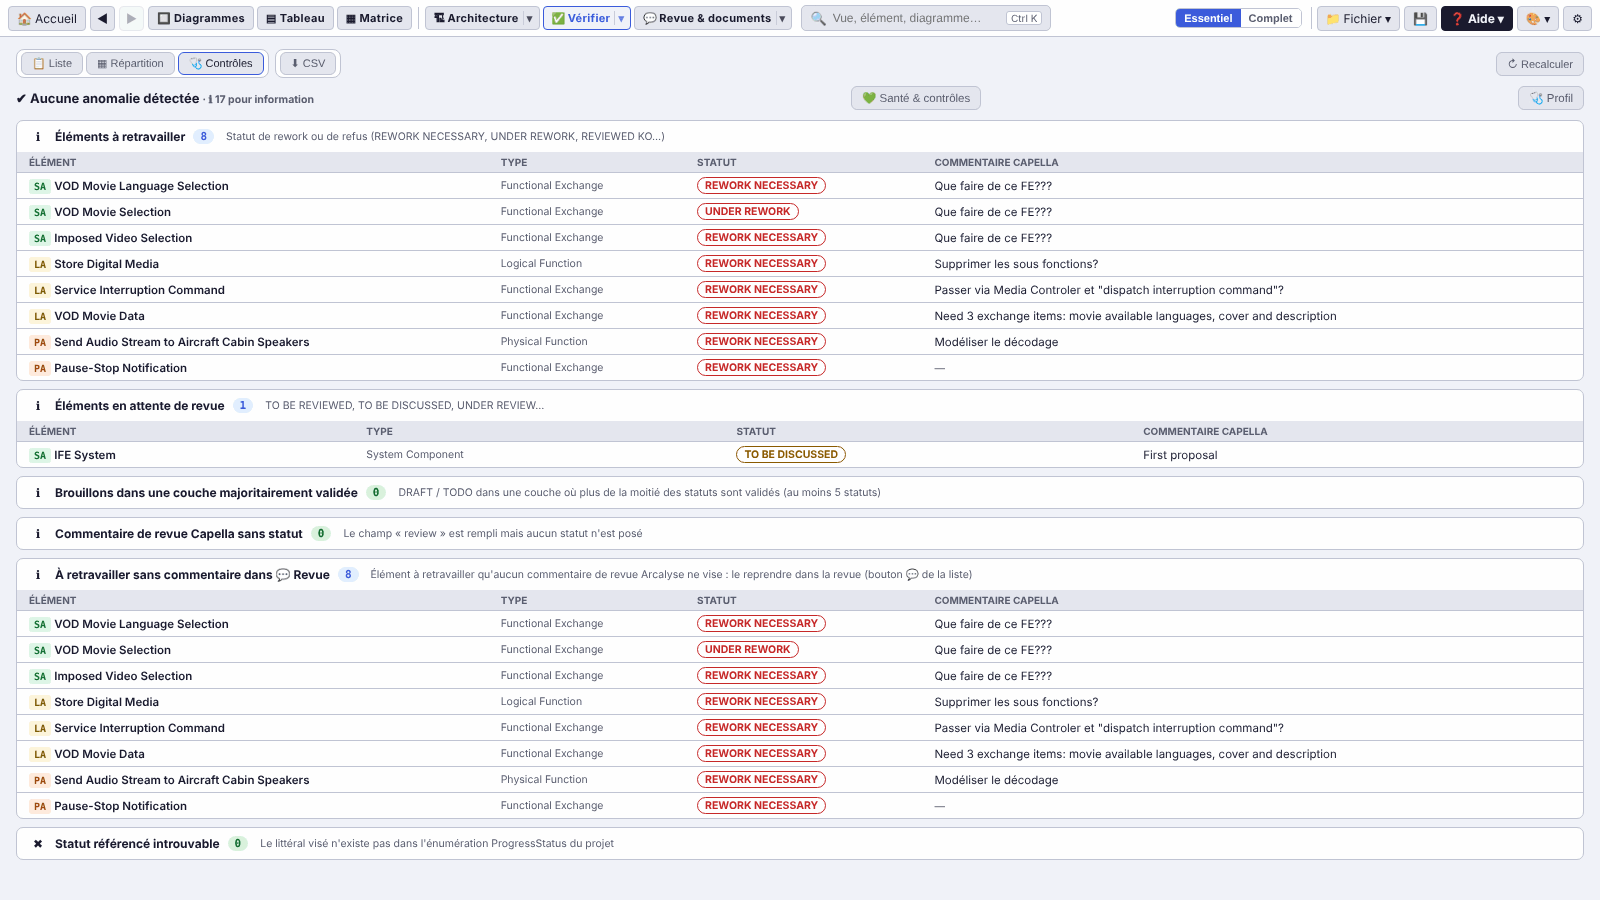 🏠 Accueil ◀ ▶ 🔲 Diagrammes ▤ Tableau ▦ Matrice 🏗 Architecture ▾ ✅ Vérifier ▾ 💬 Revue & documents ▾ 🔍 Vue, élément, diagramme… Ctrl K Essentiel Complet 📁 Fichier ▾ 💾 ❓ Aide ▾ 🎨 ▾ ⚙
📋 Liste ▦ Répartition 🩺 Contrôles ⬇ CSV ↻ Recalculer
✔ Aucune anomalie détectée · ℹ 17 pour information 💚 Santé & contrôles 🩺 Profil
ℹ Éléments à retravailler 8 Statut de rework ou de refus (REWORK NECESSARY, UNDER REWORK, REVIEWED KO…)
ÉLÉMENT TYPE STATUT COMMENTAIRE CAPELLA
SA VOD Movie Language Selection Functional Exchange REWORK NECESSARY Que faire de ce FE???
SA VOD Movie Selection Functional Exchange UNDER REWORK Que faire de ce FE???
SA Imposed Video Selection Functional Exchange REWORK NECESSARY Que faire de ce FE???
LA Store Digital Media Logical Function REWORK NECESSARY Supprimer les sous fonctions?
LA Service Interruption Command Functional Exchange REWORK NECESSARY Passer via Media Controler et "dispatch interruption command"?
LA VOD Movie Data Functional Exchange REWORK NECESSARY Need 3 exchange items: movie available languages, cover and description
PA Send Audio Stream to Aircraft Cabin Speakers Physical Function REWORK NECESSARY Modéliser le décodage
PA Pause-Stop Notification Functional Exchange REWORK NECESSARY —
ℹ Éléments en attente de revue 1 TO BE REVIEWED, TO BE DISCUSSED, UNDER REVIEW…
ÉLÉMENT TYPE STATUT COMMENTAIRE CAPELLA
SA IFE System System Component TO BE DISCUSSED First proposal
ℹ Brouillons dans une couche majoritairement validée 0 DRAFT / TODO dans une couche où plus de la moitié des statuts sont validés (au moins 5 statuts)
ℹ Commentaire de revue Capella sans statut 0 Le champ « review » est rempli mais aucun statut n'est posé
ℹ À retravailler sans commentaire dans 💬 Revue 8 Élément à retravailler qu'aucun commentaire de revue Arcalyse ne vise : le reprendre dans la revue (bouton 💬 de la liste)
ÉLÉMENT TYPE STATUT COMMENTAIRE CAPELLA
SA VOD Movie Language Selection Functional Exchange REWORK NECESSARY Que faire de ce FE???
SA VOD Movie Selection Functional Exchange UNDER REWORK Que faire de ce FE???
SA Imposed Video Selection Functional Exchange REWORK NECESSARY Que faire de ce FE???
LA Store Digital Media Logical Function REWORK NECESSARY Supprimer les sous fonctions?
LA Service Interruption Command Functional Exchange REWORK NECESSARY Passer via Media Controler et "dispatch interruption command"?
LA VOD Movie Data Functional Exchange REWORK NECESSARY Need 3 exchange items: movie available languages, cover and description
PA Send Audio Stream to Aircraft Cabin Speakers Physical Function REWORK NECESSARY Modéliser le décodage
PA Pause-Stop Notification Functional Exchange REWORK NECESSARY —
✖ Statut référencé introuvable 0 Le littéral visé n'existe pas dans l'énumération ProgressStatus du projet